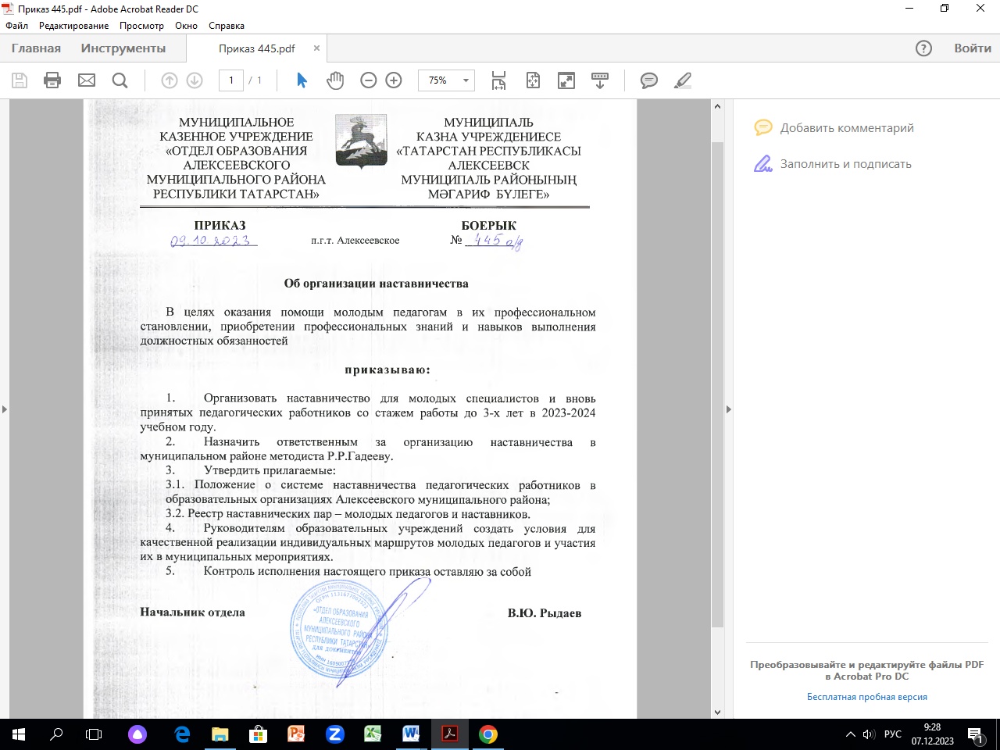 Приказ 445.pdf - Adobe Acrobat Reader DC
Файл Редактирование Просмотр Окно Справка
Главная Инструменты Приказ 445.pdf × ? Войти
1 / 1 75%
МУНИЦИПАЛЬНОЕ
КАЗЕННОЕ УЧРЕЖДЕНИЕ
«ОТДЕЛ ОБРАЗОВАНИЯ
АЛЕКСЕЕВСКОГО
МУНИЦИПАЛЬНОГО РАЙОНА
РЕСПУБЛИКИ ТАТАРСТАН»
МУНИЦИПАЛЬ
КАЗНА УЧРЕЖДЕНИЕСЕ
«ТАТАРСТАН РЕСПУБЛИКАСЫ
АЛЕКСЕЕВСК
МУНИЦИПАЛЬ РАЙОНЫНЫҢ
МӘГАРИФ БҮЛЕГЕ»
ПРИКАЗ БОЕРЫК
09.10.2023 п.г.т. Алексеевское № 445 о/д
Об организации наставничества
В целях оказания помощи молодым педагогам в их профессиональном
становлении, приобретении профессиональных знаний и навыков выполнения
должностных обязанностей
приказываю:
1. Организовать наставничество для молодых специалистов и вновь
принятых педагогических работников со стажем работы до 3-х лет в 2023-2024
учебном году.
2. Назначить ответственным за организацию наставничества в
муниципальном районе методиста Р.Р.Гадееву.
3. Утвердить прилагаемые:
3.1. Положение о системе наставничества педагогических работников в
образовательных организациях Алексеевского муниципального района;
3.2. Реестр наставнических пар – молодых педагогов и наставников.
4. Руководителям образовательных учреждений создать условия для
качественной реализации индивидуальных маршрутов молодых педагогов и участия
их в муниципальных мероприятиях.
5. Контроль исполнения настоящего приказа оставляю за собой
Начальник отдела В.Ю. Рыдаев
«ОТДЕЛ ОБРАЗОВАНИЯ
АЛЕКСЕЕВСКОГО
МУНИЦИПАЛЬНОГО РАЙОНА
РЕСПУБЛИКИ ТАТАРСТАН»
ДЛЯ ДОКУМЕНТОВ
Добавить комментарий
Заполнить и подписать
Преобразовывайте и редактируйте файлы PDF
в Acrobat Pro DC
Бесплатная пробная версия
РУС
9:28
07.12.2023
1